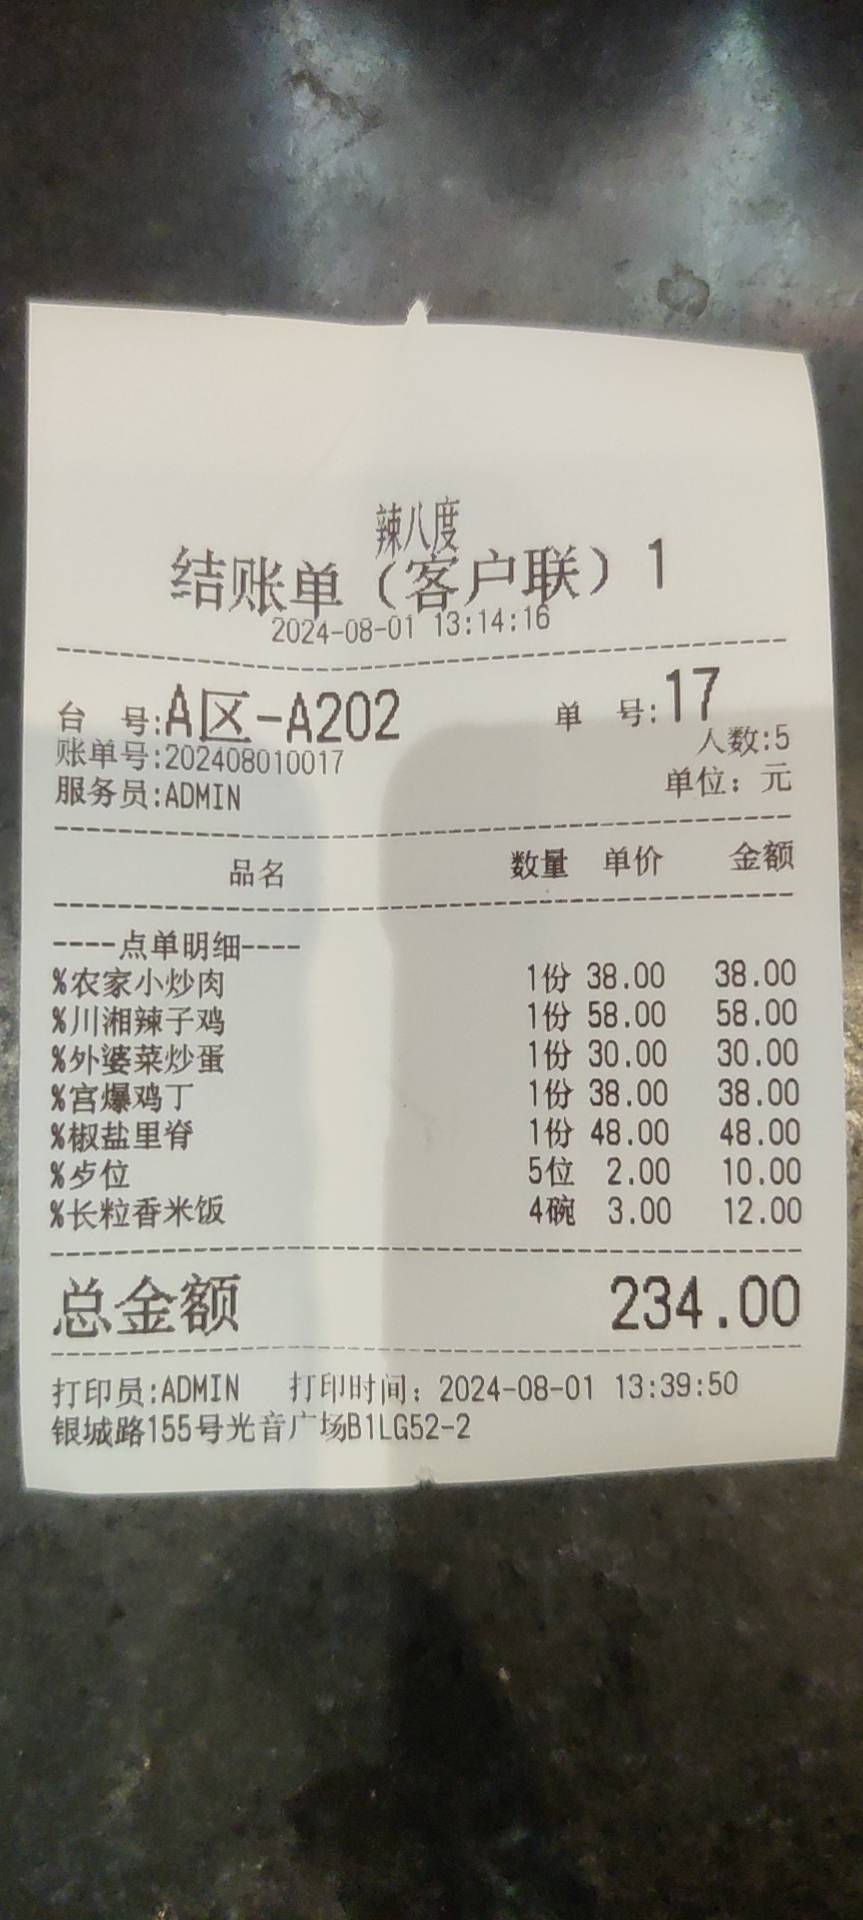 辣八度
结账单（客户联）1
2024-08-01 13:14:16
台 号:A区-A202 单 号:17
账单号:202408010017 人数:5
服务员:ADMIN 单位：元
品名 数量 单价 金额
----点单明细----
%农家小炒肉 1份 38.00 38.00
%川湘辣子鸡 1份 58.00 58.00
%外婆菜炒蛋 1份 30.00 30.00
%宫爆鸡丁 1份 38.00 38.00
%椒盐里脊 1份 48.00 48.00
%歺位 5位 2.00 10.00
%长粒香米饭 4碗 3.00 12.00
总金额 234.00
打印员:ADMIN 打印时间：2024-08-01 13:39:50
银城路155号光音广场B1LG52-2